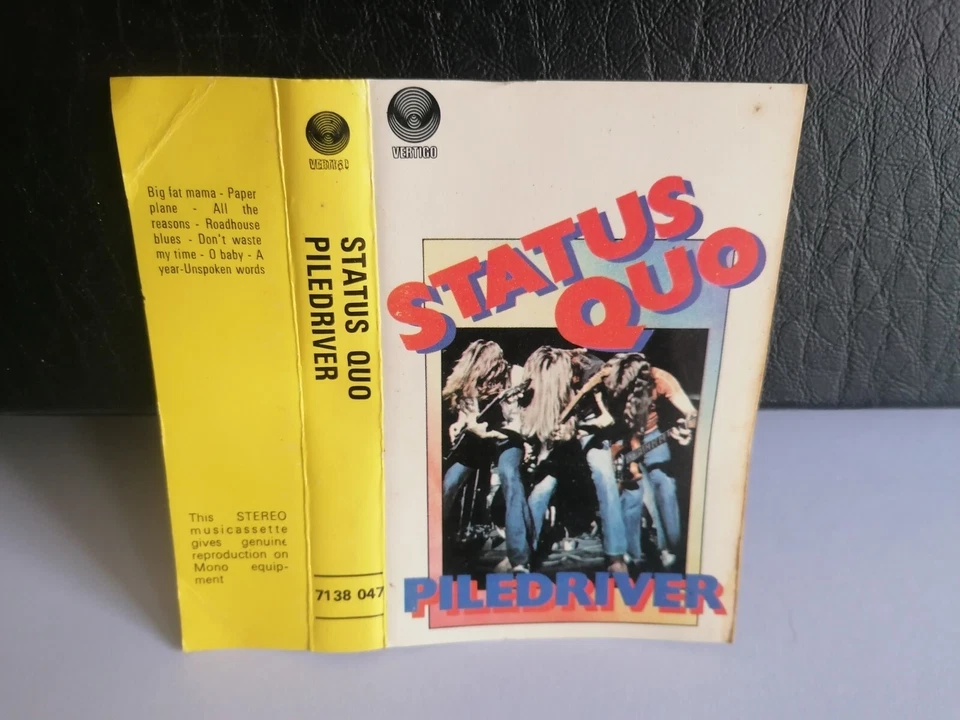 Big fat mama - Paper
plane - All the
reasons - Roadhouse
blues - Don't waste
my time - O baby - A
year-Unspoken words
This STEREO
musicassette
gives genuine
reproduction on
Mono equip-
ment
STATUS QUO
PILEDRIVER
7138 047
VERTIGO
STATUS
QUO
PILEDRIVER